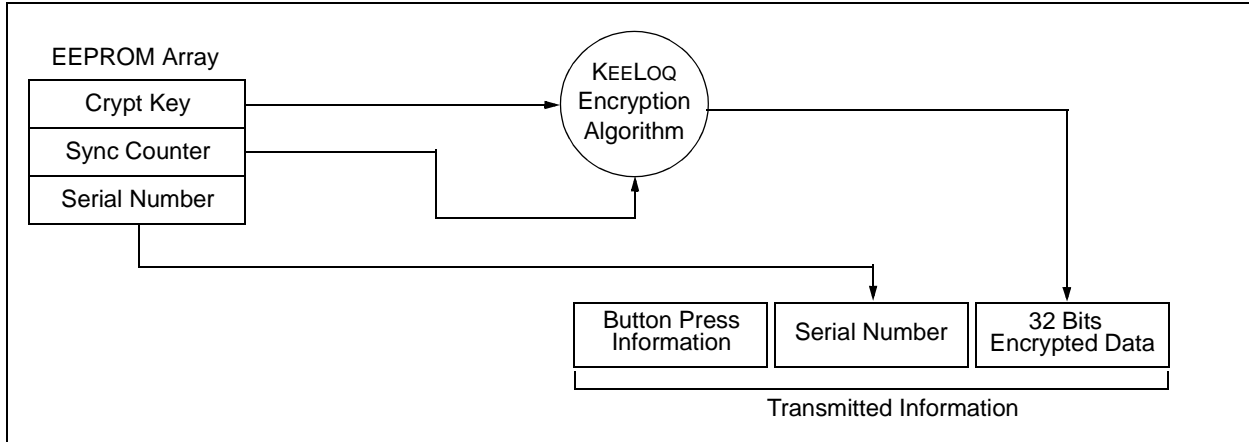 EEPROM Array
Crypt Key
Sync Counter
Serial Number
KEELOQ
Encryption
Algorithm
Button Press
Information
Serial Number
32 Bits
Encrypted Data
Transmitted Information